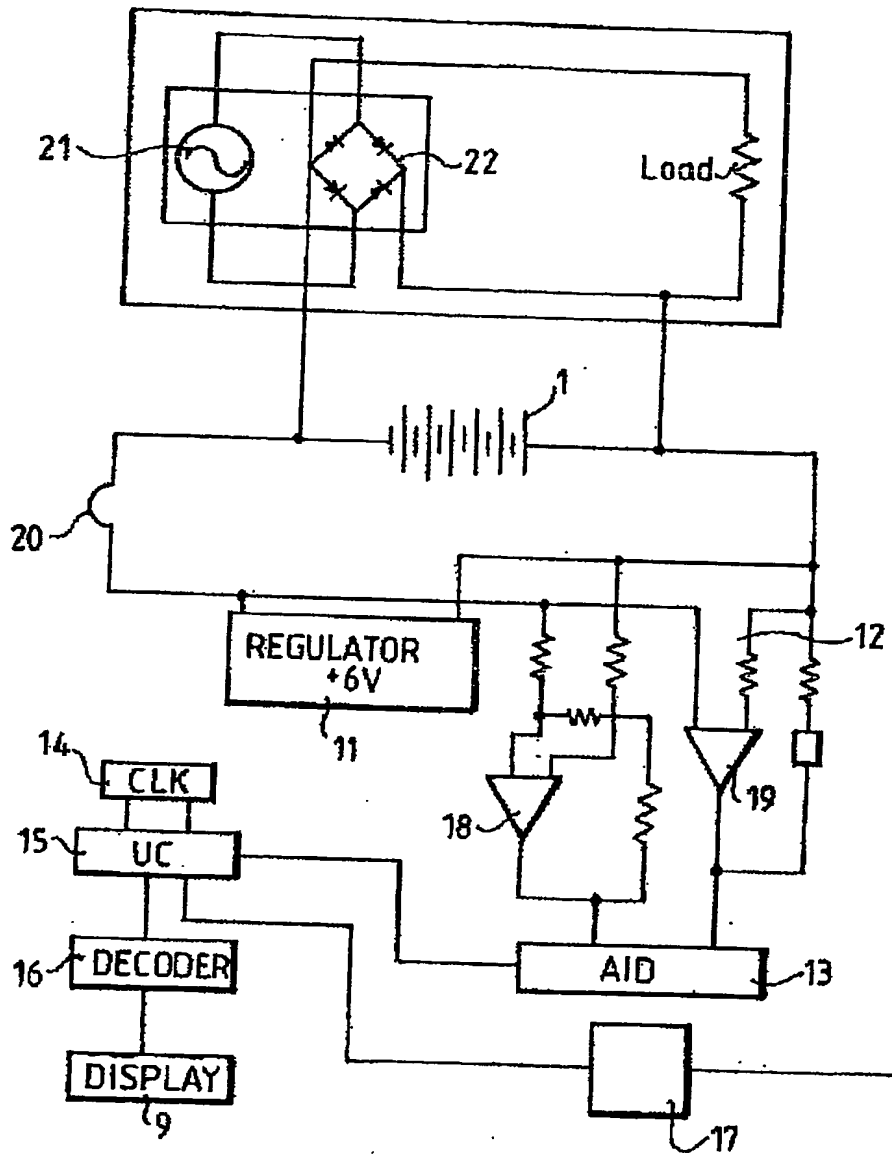 21
22
Load
1
20
REGULATOR
+6V
11
12
14
CLK
15
UC
18
19
16
DECODER
AID
13
DISPLAY
9
17